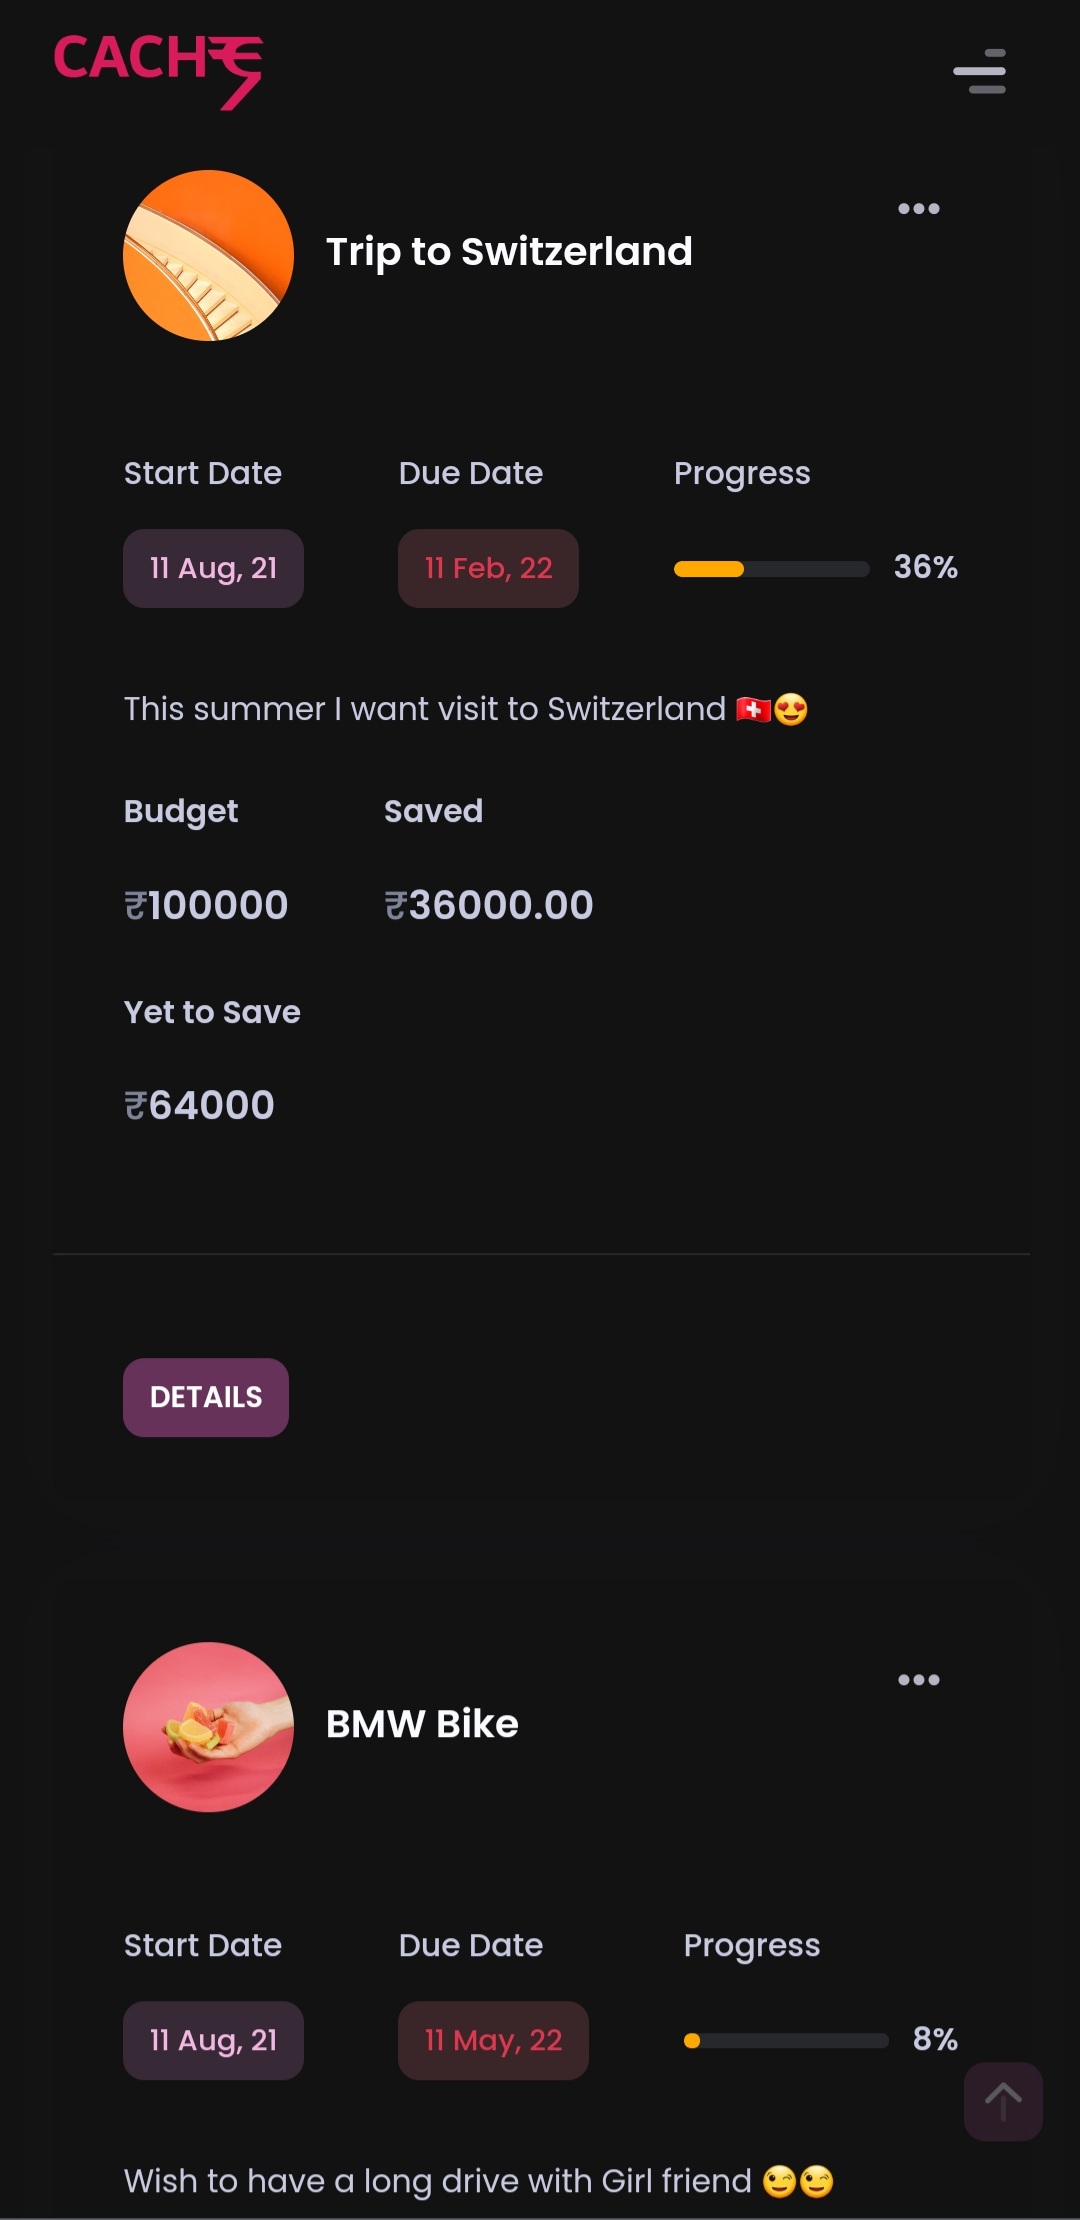 CACHE
Trip to Switzerland
Start Date Due Date Progress
11 Aug, 21 11 Feb, 22 36%
This summer I want visit to Switzerland 🇨🇭😍
Budget Saved
₹100000 ₹36000.00
Yet to Save
₹64000
DETAILS
BMW Bike
Start Date Due Date Progress
11 Aug, 21 11 May, 22 8%
Wish to have a long drive with Girl friend 😉😉